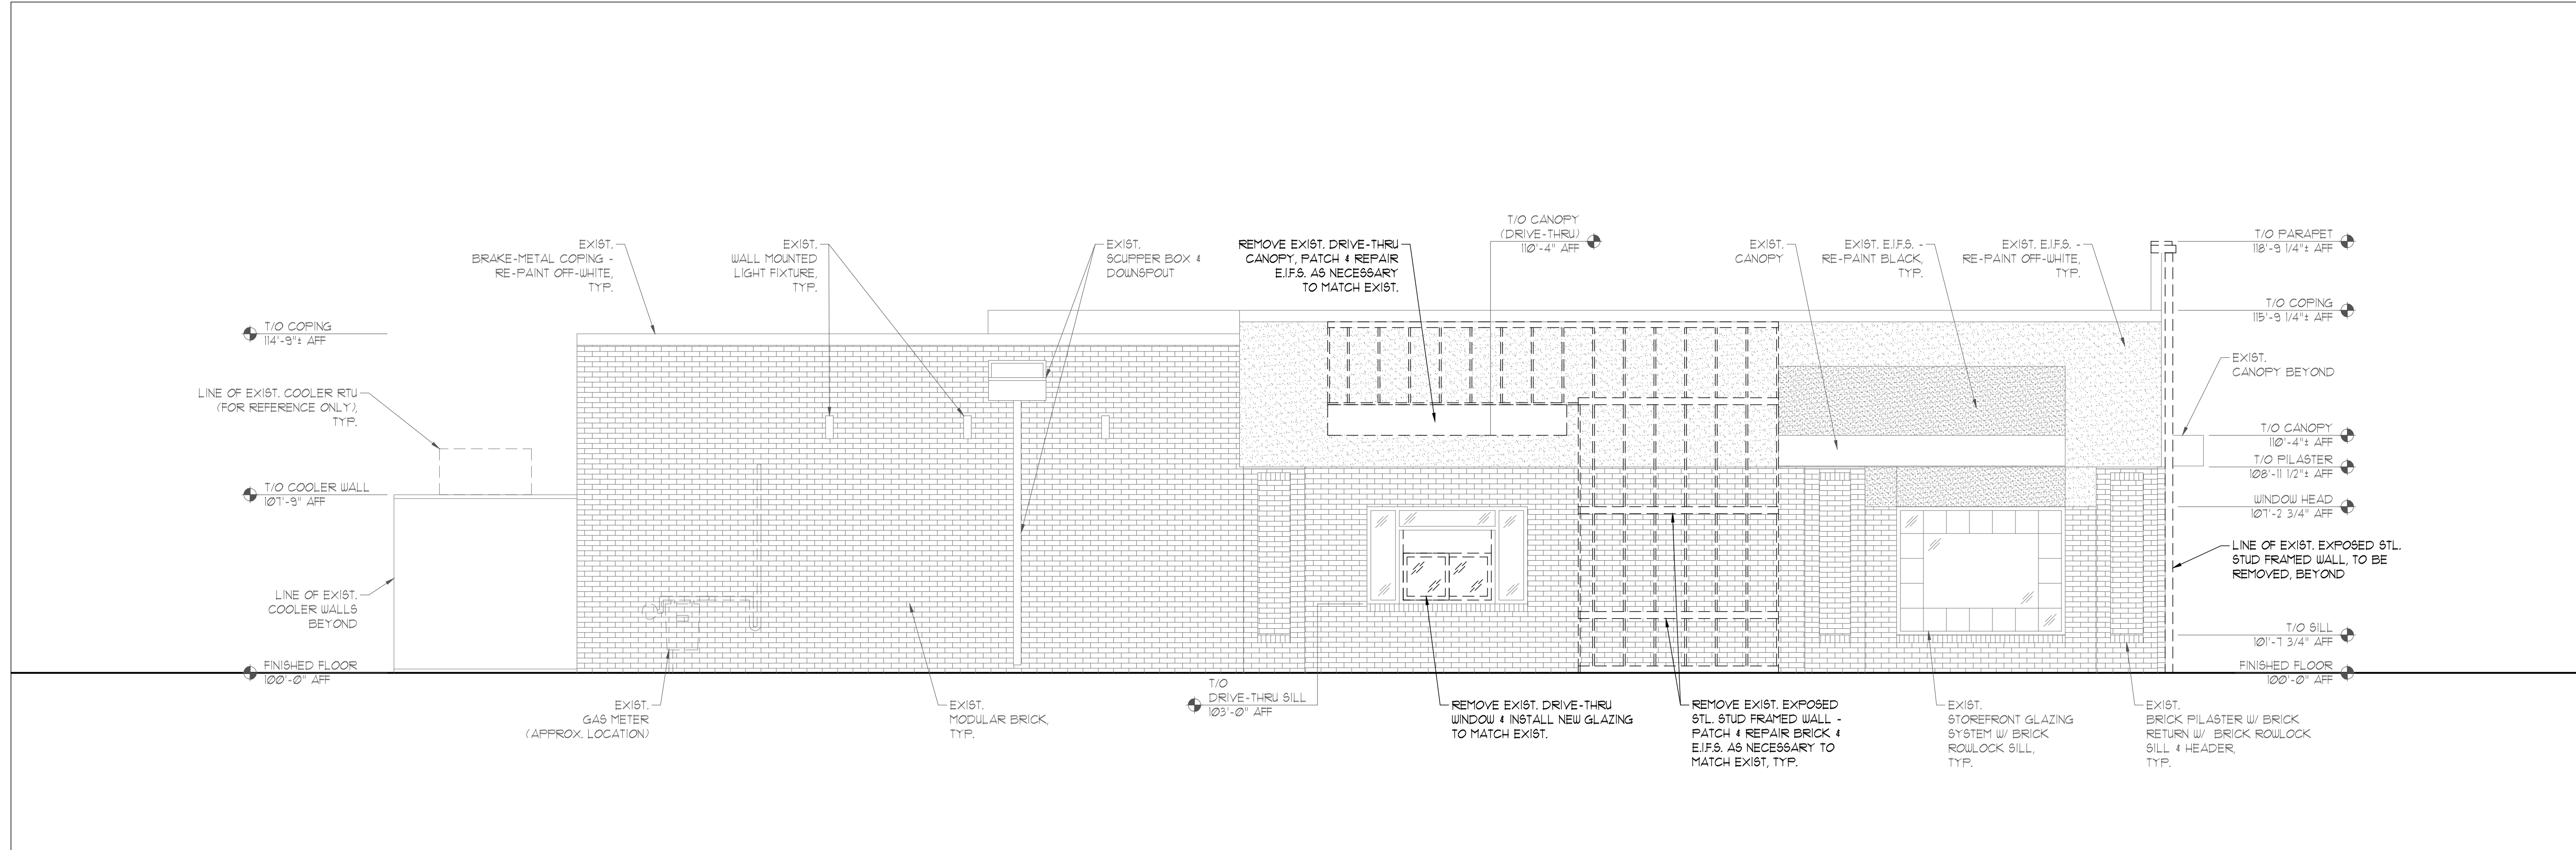 T/O CANOPY
(DRIVE-THRU)
110'-4" AFF
EXIST.
BRAKE-METAL COPING -
RE-PAINT OFF-WHITE,
TYP.
EXIST.
WALL MOUNTED
LIGHT FIXTURE,
TYP.
EXIST.
SCUPPER BOX &
DOWNSPOUT
REMOVE EXIST. DRIVE-THRU
CANOPY, PATCH & REPAIR
E.I.F.S. AS NECESSARY
TO MATCH EXIST.
EXIST.
CANOPY
EXIST. E.I.F.S. -
RE-PAINT BLACK,
TYP.
EXIST. E.I.F.S. -
RE-PAINT OFF-WHITE,
TYP.
T/O PARAPET
118'-9 1/4"± AFF
T/O COPING
115'-9 1/4"± AFF
T/O COPING
114'-9"± AFF
EXIST.
CANOPY BEYOND
LINE OF EXIST. COOLER RTU
(FOR REFERENCE ONLY),
TYP.
T/O CANOPY
110'-4"± AFF
T/O PILASTER
108'-11 1/2"± AFF
T/O COOLER WALL
107'-9" AFF
WINDOW HEAD
107'-2 3/4" AFF
LINE OF EXIST. EXPOSED STL.
STUD FRAMED WALL, TO BE
REMOVED, BEYOND
LINE OF EXIST.
COOLER WALLS
BEYOND
T/O SILL
101'-7 3/4" AFF
FINISHED FLOOR
100'-0" AFF
FINISHED FLOOR
100'-0" AFF
EXIST.
GAS METER
(APPROX. LOCATION)
EXIST.
MODULAR BRICK,
TYP.
T/O
DRIVE-THRU SILL
103'-0" AFF
REMOVE EXIST. DRIVE-THRU
WINDOW & INSTALL NEW GLAZING
TO MATCH EXIST.
REMOVE EXIST. EXPOSED
STL. STUD FRAMED WALL -
PATCH & REPAIR BRICK &
E.I.F.S. AS NECESSARY TO
MATCH EXIST, TYP.
EXIST.
STOREFRONT GLAZING
SYSTEM W/ BRICK
ROWLOCK SILL,
TYP.
EXIST.
BRICK PILASTER W/ BRICK
RETURN W/ BRICK ROWLOCK
SILL & HEADER,
TYP.